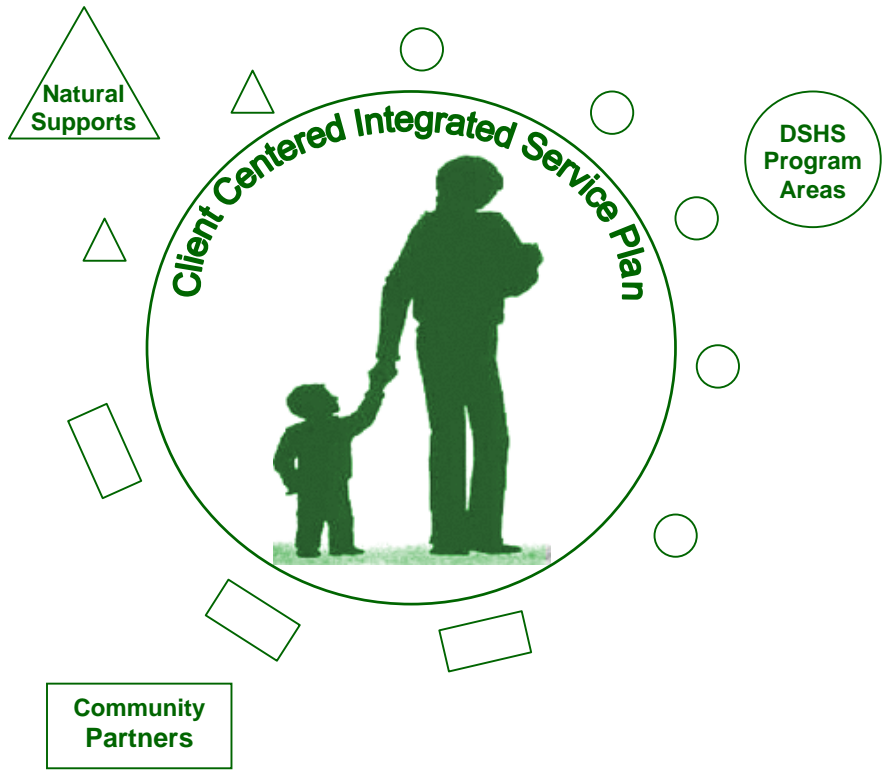 Natural
Supports
Client Centered Integrated Service Plan
DSHS
Program
Areas
Community
Partners